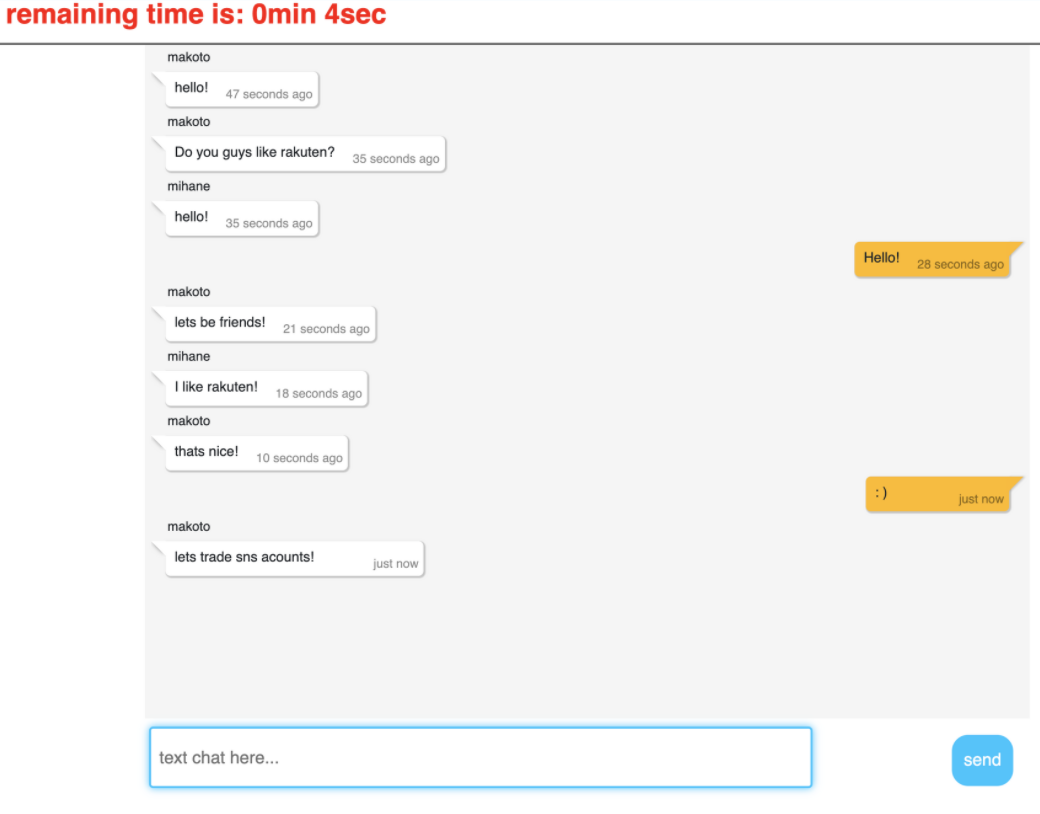 remaining time is: 0min 4sec
makoto
hello! 47 seconds ago
makoto
Do you guys like rakuten? 35 seconds ago
mihane
hello! 35 seconds ago
Hello! 28 seconds ago
makoto
lets be friends! 21 seconds ago
mihane
I like rakuten! 18 seconds ago
makoto
thats nice! 10 seconds ago
:) just now
makoto
lets trade sns acounts! just now
text chat here...
send